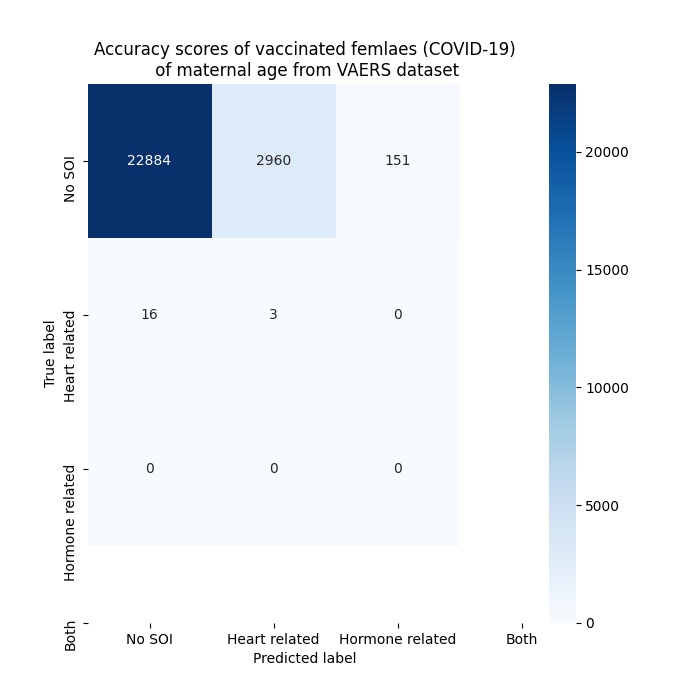 Accuracy scores of vaccinated femlaes (COVID-19)
of maternal age from VAERS dataset
True label
No SOI
22884
2960
151
Heart related
16
3
0
Hormone related
0
0
0
Both
No SOI
Heart related
Hormone related
Both
Predicted label
20000
15000
10000
5000
0